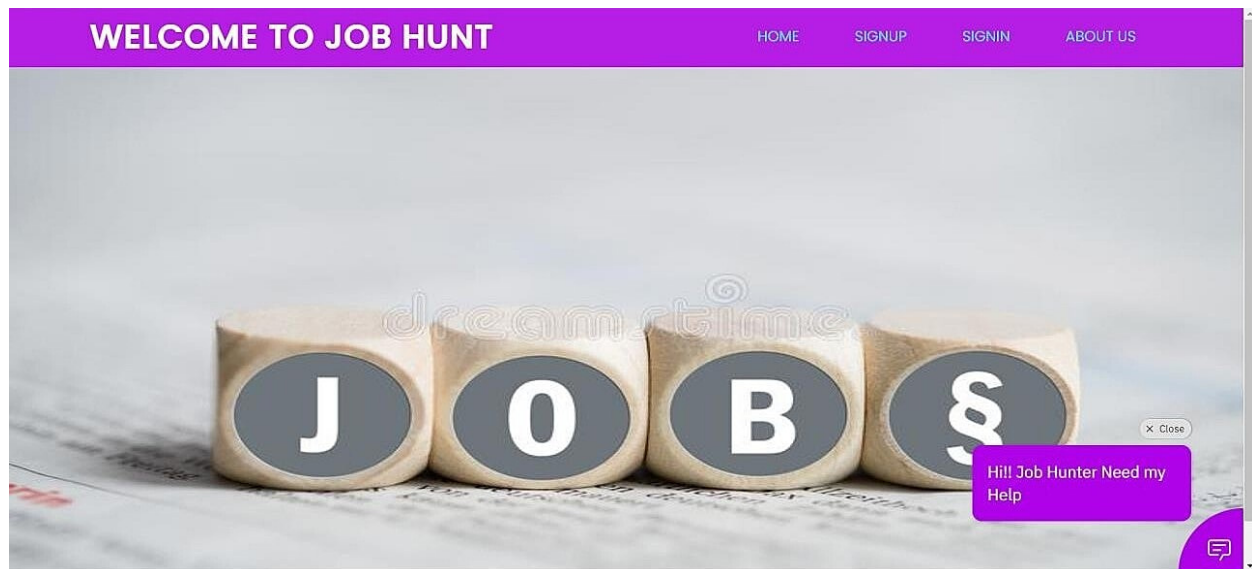 WELCOME TO JOB HUNT
HOME SIGNUP SIGNIN ABOUT US
dreamstime
J O B §
× Close
Hi!! Job Hunter Need my
Help